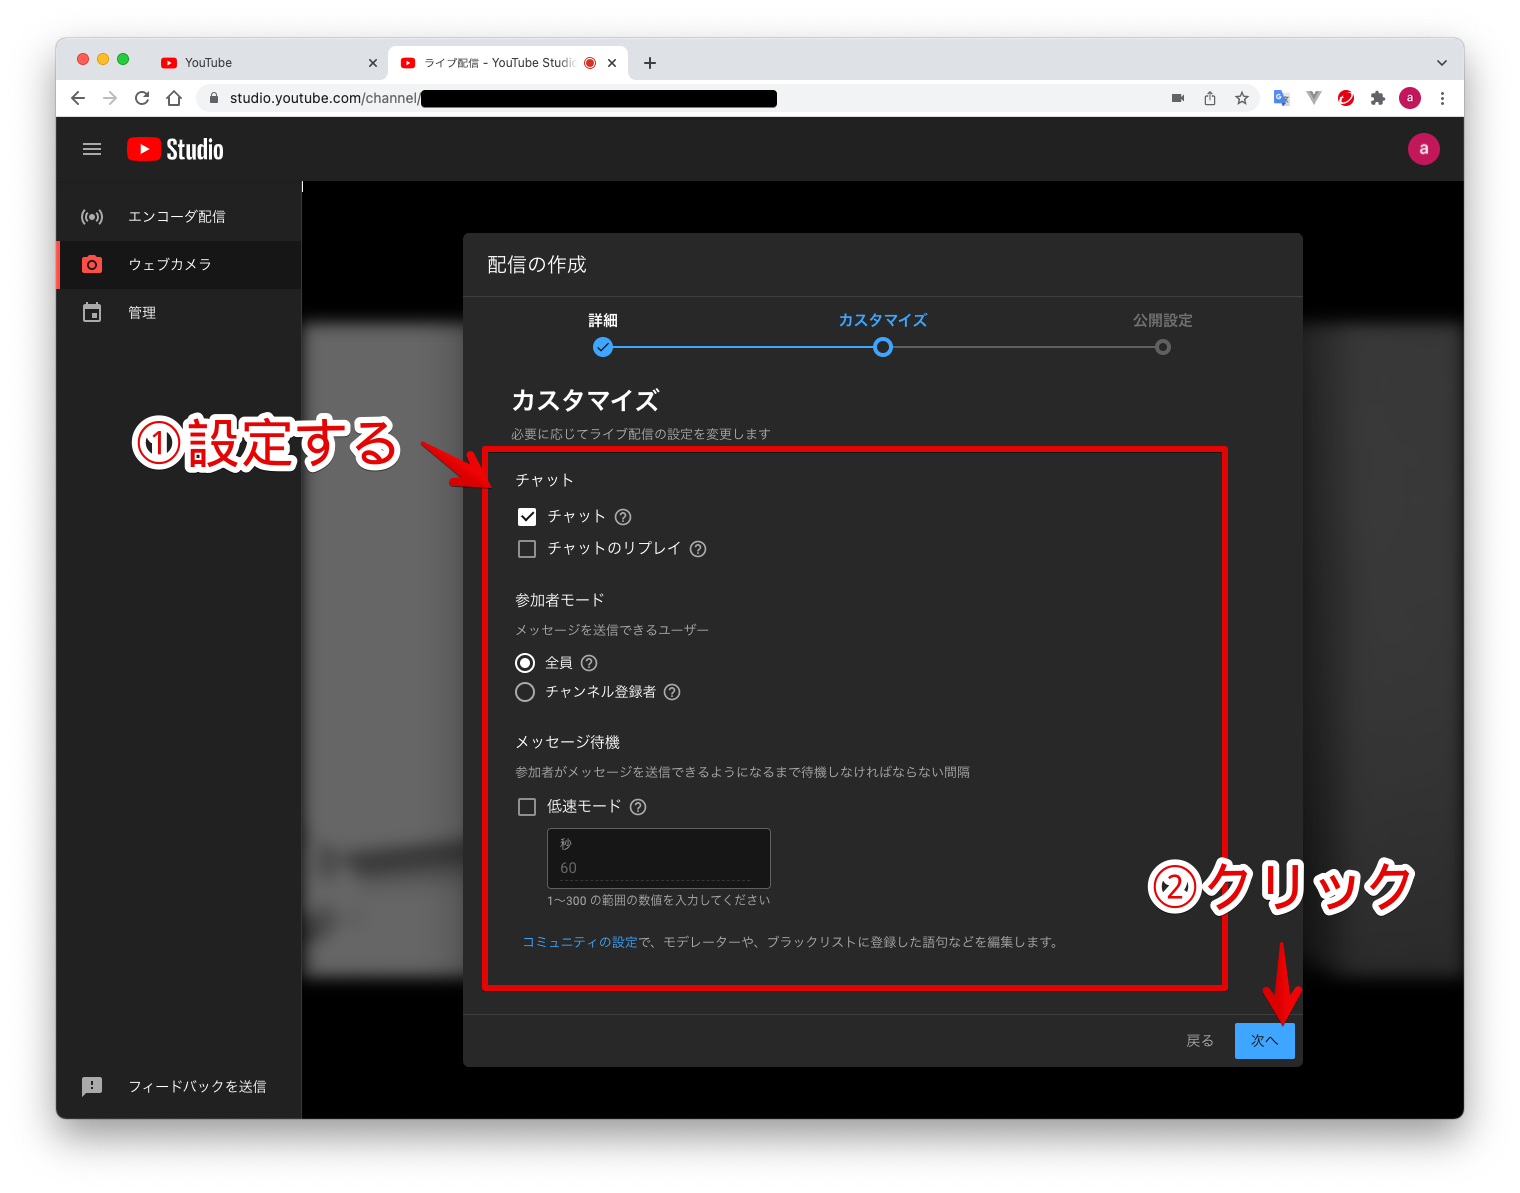 YouTube
ライブ配信 - YouTube Studio
studio.youtube.com/channel/
a
Studio
a
エンコーダ配信
ウェブカメラ
管理
配信の作成
詳細
カスタマイズ
公開設定
カスタマイズ
必要に応じてライブ配信の設定を変更します
①設定する
チャット
チャット
チャットのリプレイ
参加者モード
メッセージを送信できるユーザー
全員
チャンネル登録者
メッセージ待機
参加者がメッセージを送信できるようになるまで待機しなければならない間隔
低速モード
秒
60
1～300 の範囲の数値を入力してください
②クリック
コミュニティの設定で、モデレーターや、ブラックリストに登録した語句などを編集します。
戻る
次へ
フィードバックを送信